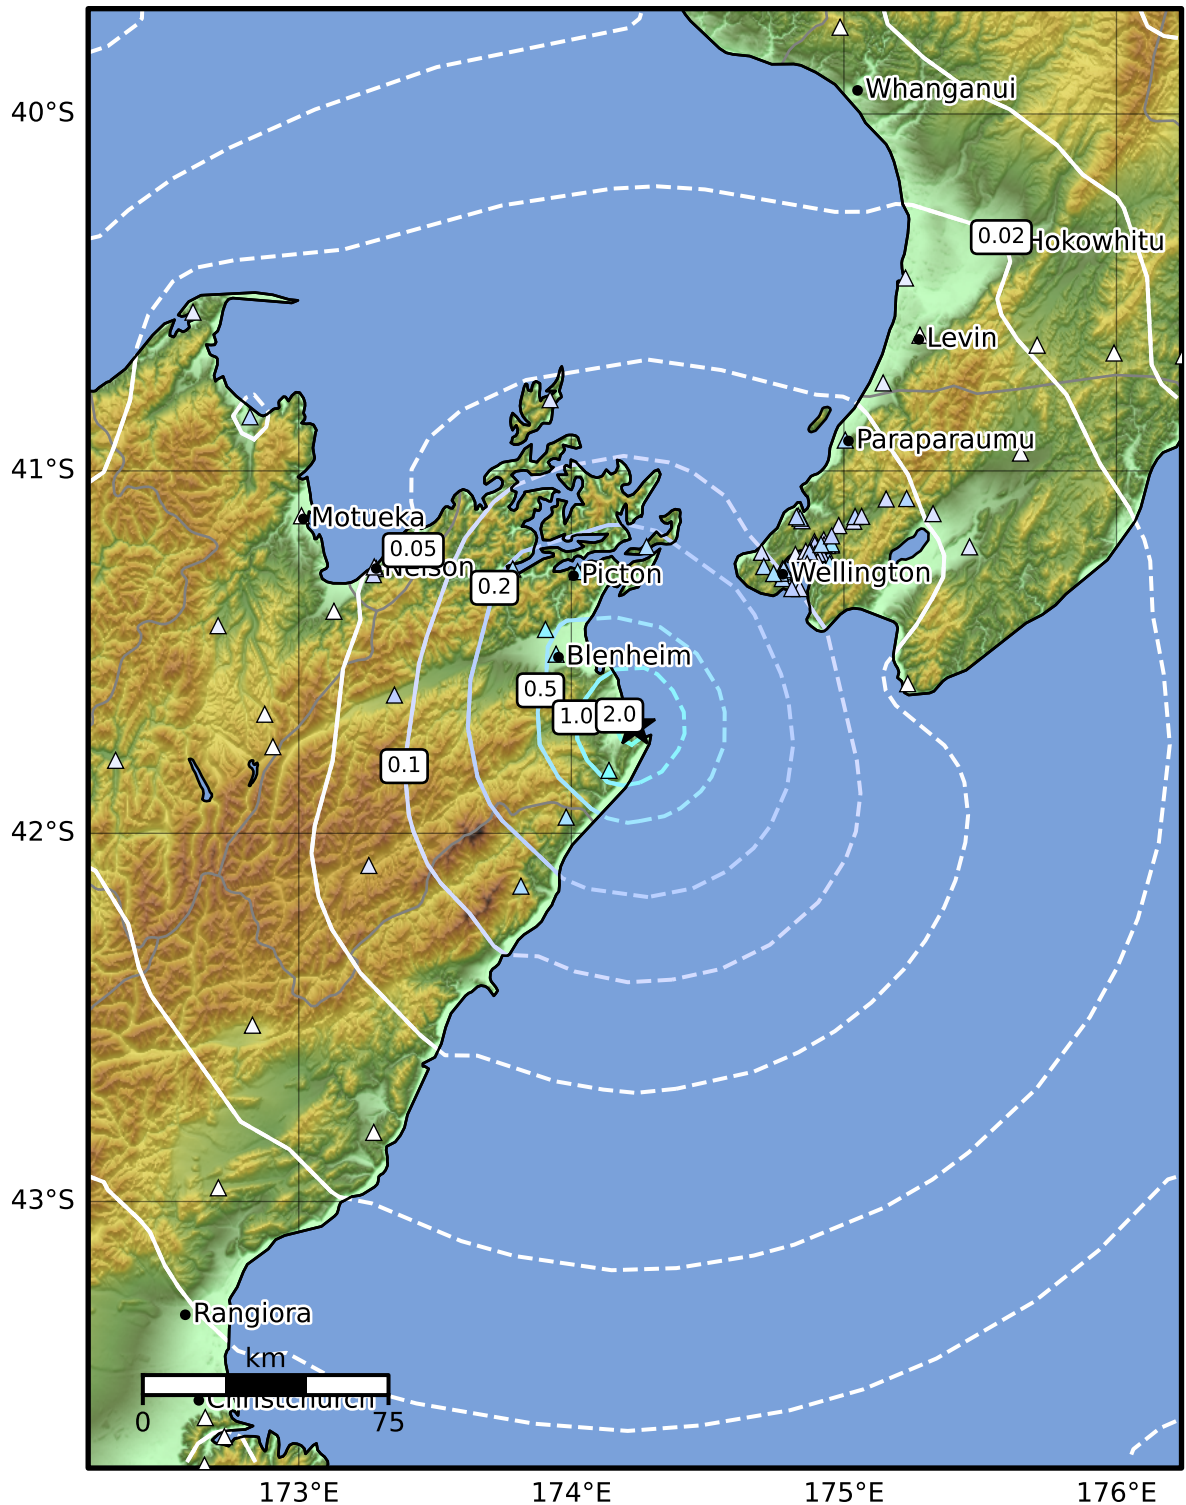 Whanganui
40°S
0.02
Hokowhitu
Levin
Paraparaumu
41°S
Motueka
0.05
Nelson
0.2
Picton
Wellington
Blenheim
0.5
1.0
2.0
0.1
42°S
43°S
Rangiora
km
Christchurch
0
75
173°E
174°E
175°E
176°E